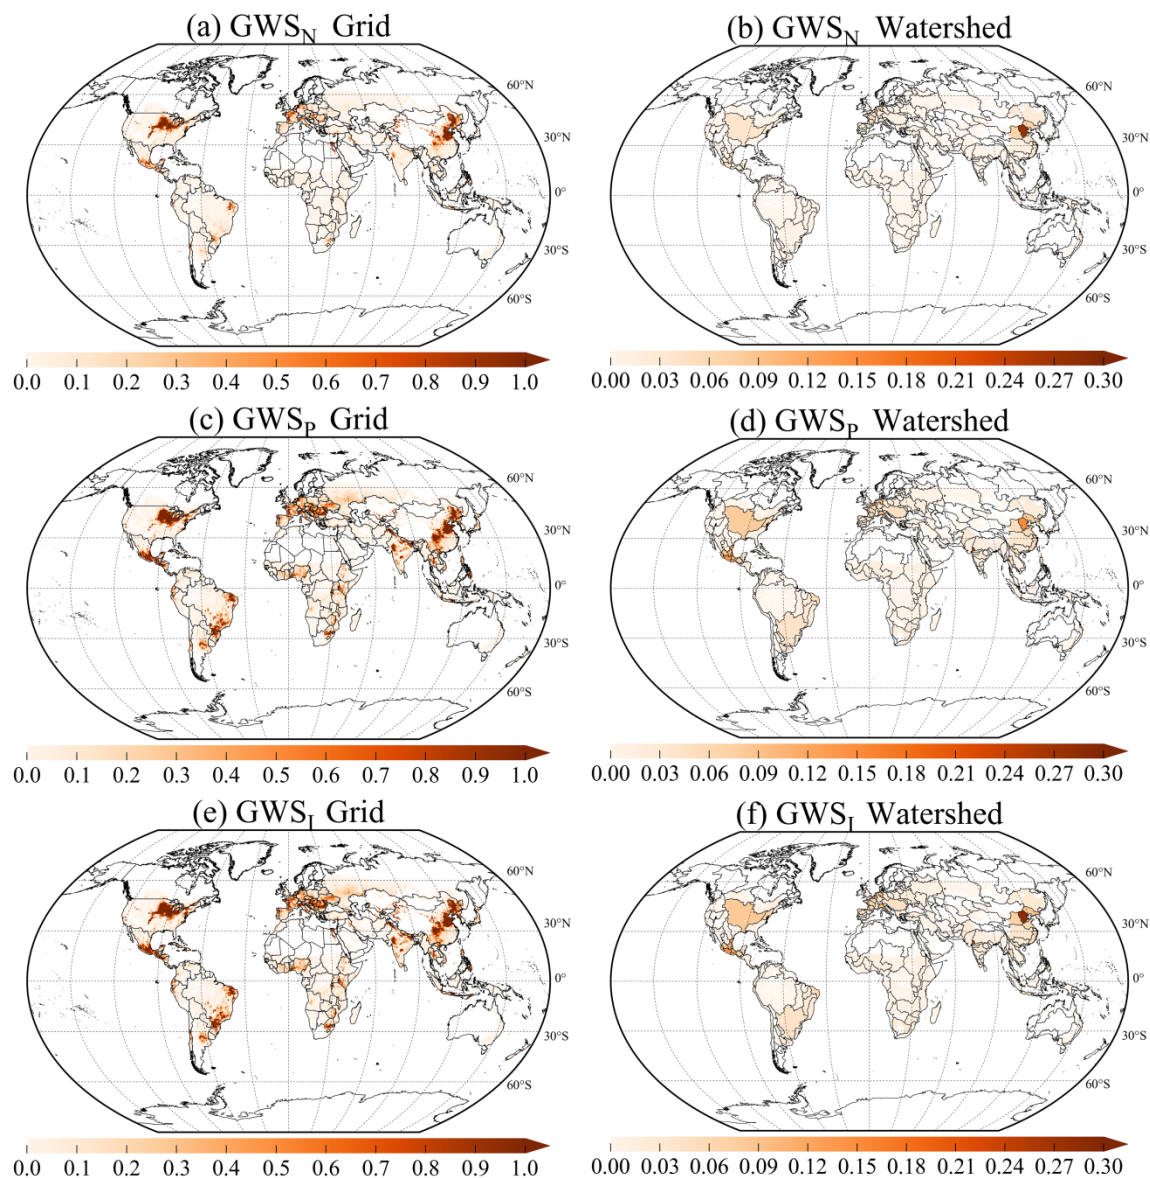 (a) GWS_N Grid
(b) GWS_N Watershed
60°N
30°N
0°
30°S
60°S
60°N
30°N
0°
30°S
60°S
0.0 0.1 0.2 0.3 0.4 0.5 0.6 0.7 0.8 0.9 1.0
0.00 0.03 0.06 0.09 0.12 0.15 0.18 0.21 0.24 0.27 0.30
(c) GWS_P Grid
(d) GWS_P Watershed
60°N
30°N
0°
30°S
60°S
60°N
30°N
0°
30°S
60°S
0.0 0.1 0.2 0.3 0.4 0.5 0.6 0.7 0.8 0.9 1.0
0.00 0.03 0.06 0.09 0.12 0.15 0.18 0.21 0.24 0.27 0.30
(e) GWS_I Grid
(f) GWS_I Watershed
60°N
30°N
0°
30°S
60°S
60°N
30°N
0°
30°S
60°S
0.0 0.1 0.2 0.3 0.4 0.5 0.6 0.7 0.8 0.9 1.0
0.00 0.03 0.06 0.09 0.12 0.15 0.18 0.21 0.24 0.27 0.30